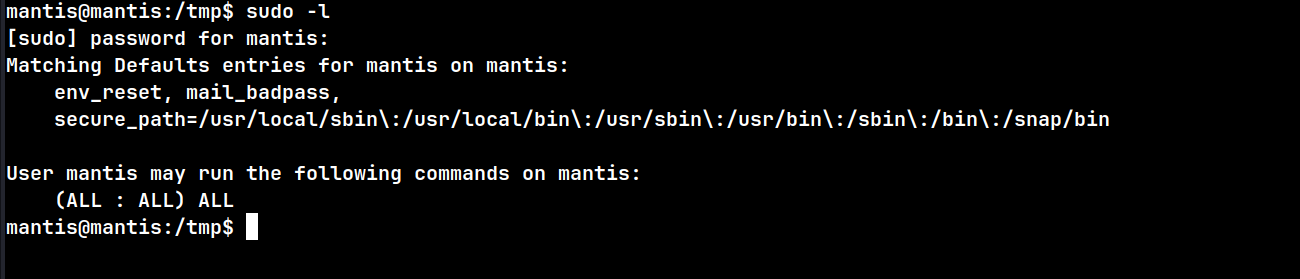 mantis@mantis:/tmp$ sudo -l
[sudo] password for mantis:
Matching Defaults entries for mantis on mantis:
    env_reset, mail_badpass,
    secure_path=/usr/local/sbin\:/usr/local/bin\:/usr/sbin\:/usr/bin\:/sbin\:/bin\:/snap/bin

User mantis may run the following commands on mantis:
    (ALL : ALL) ALL
mantis@mantis:/tmp$